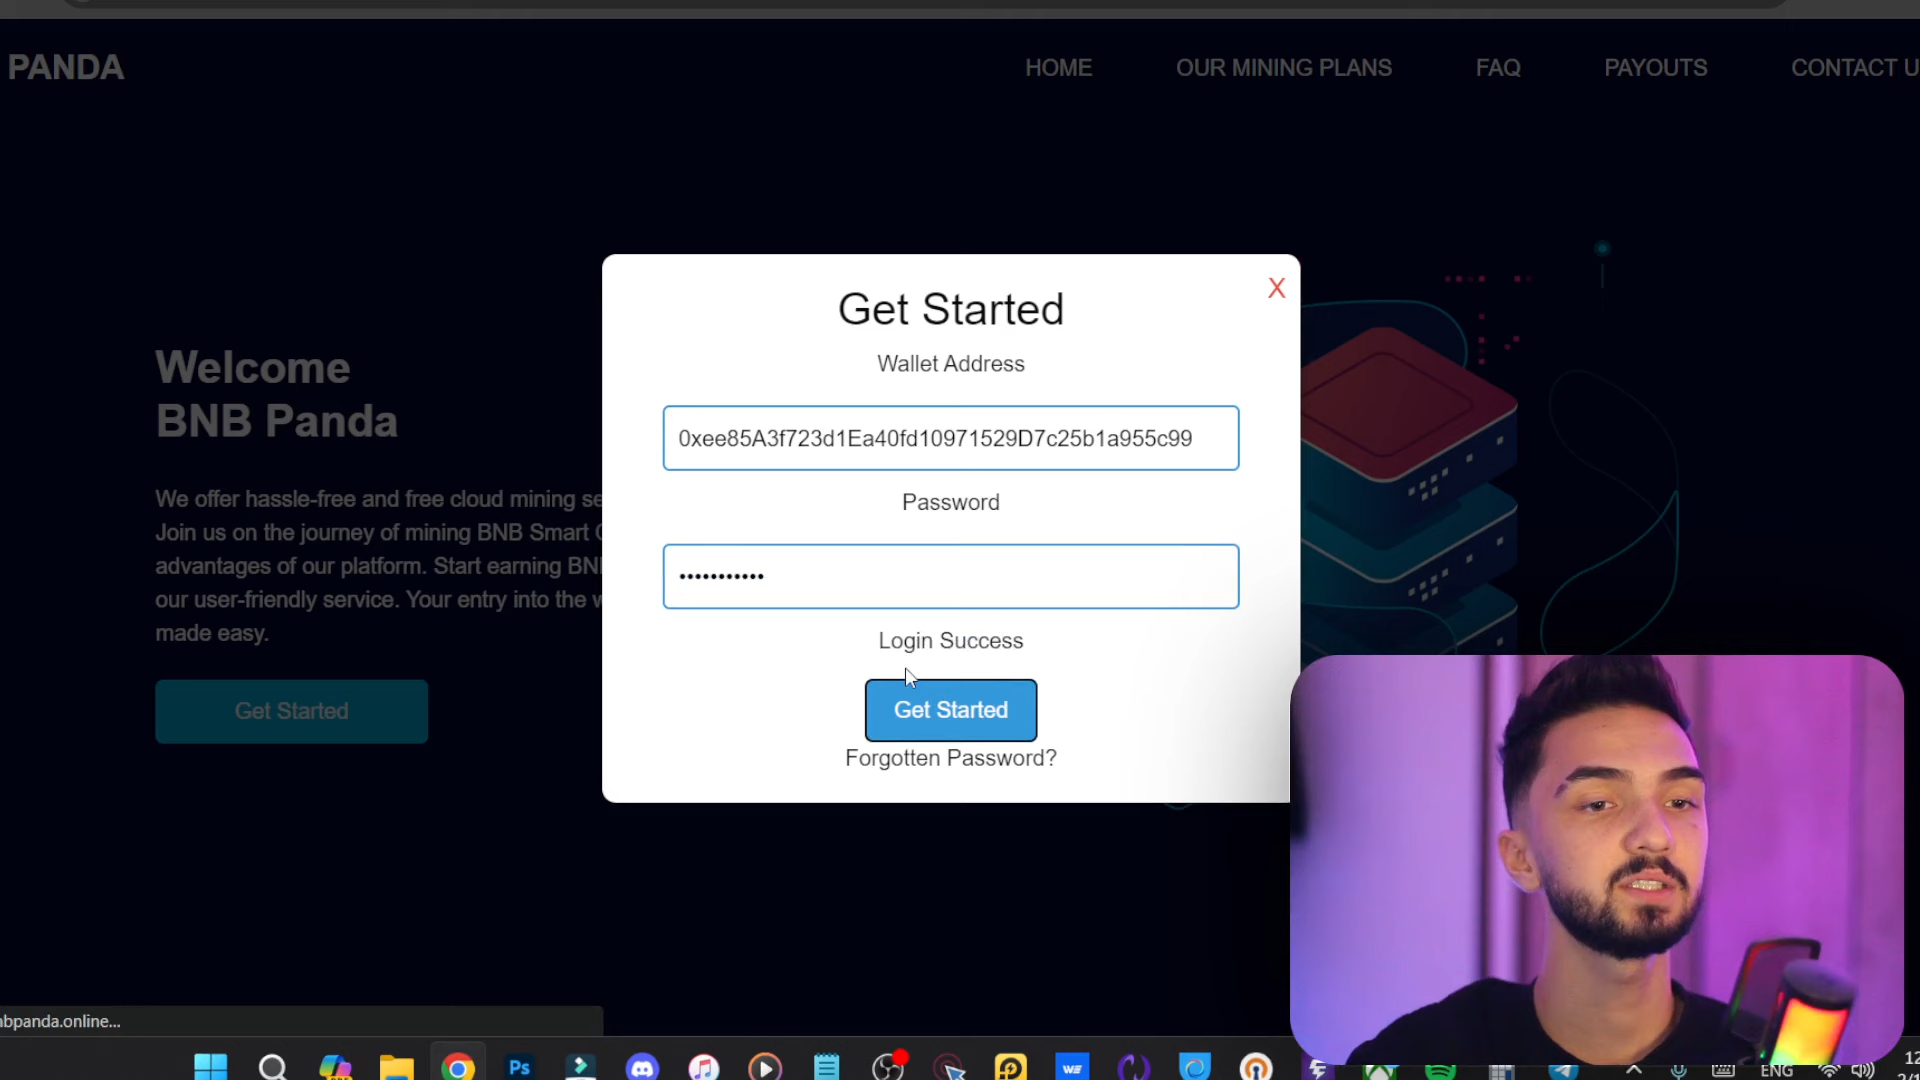 PANDA
HOME
OUR MINING PLANS
FAQ
PAYOUTS
CONTACT U
Welcome
BNB Panda
We offer hassle-free and free cloud mining se
Join us on the journey of mining BNB Smart C
advantages of our platform. Start earning BN
our user-friendly service. Your entry into the w
made easy.
Get Started
Get Started
X
Wallet Address
0xee85A3f723d1Ea40fd10971529D7c25b1a955c99
Password
•••••••••••
Login Success
Get Started
Forgotten Password?
bpanda.online...
Ps
WE
ENG